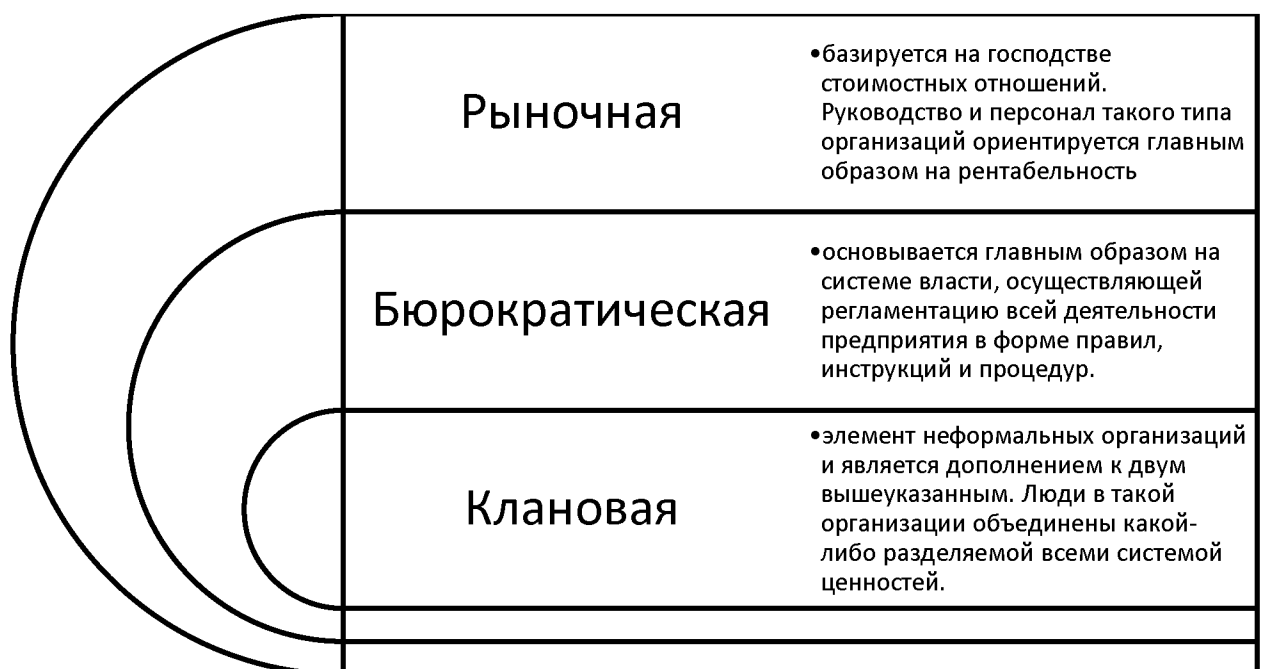 Рыночная
•базируется на господстве
стоимостных отношений.
Руководство и персонал такого типа
организаций ориентируется главным
образом на рентабельность
Бюрократическая
•основывается главным образом на
системе власти, осуществляющей
регламентацию всей деятельности
предприятия в форме правил,
инструкций и процедур.
Клановая
•элемент неформальных организаций
и является дополнением к двум
вышеуказанным. Люди в такой
организации объединены какой-
либо разделяемой всеми системой
ценностей.